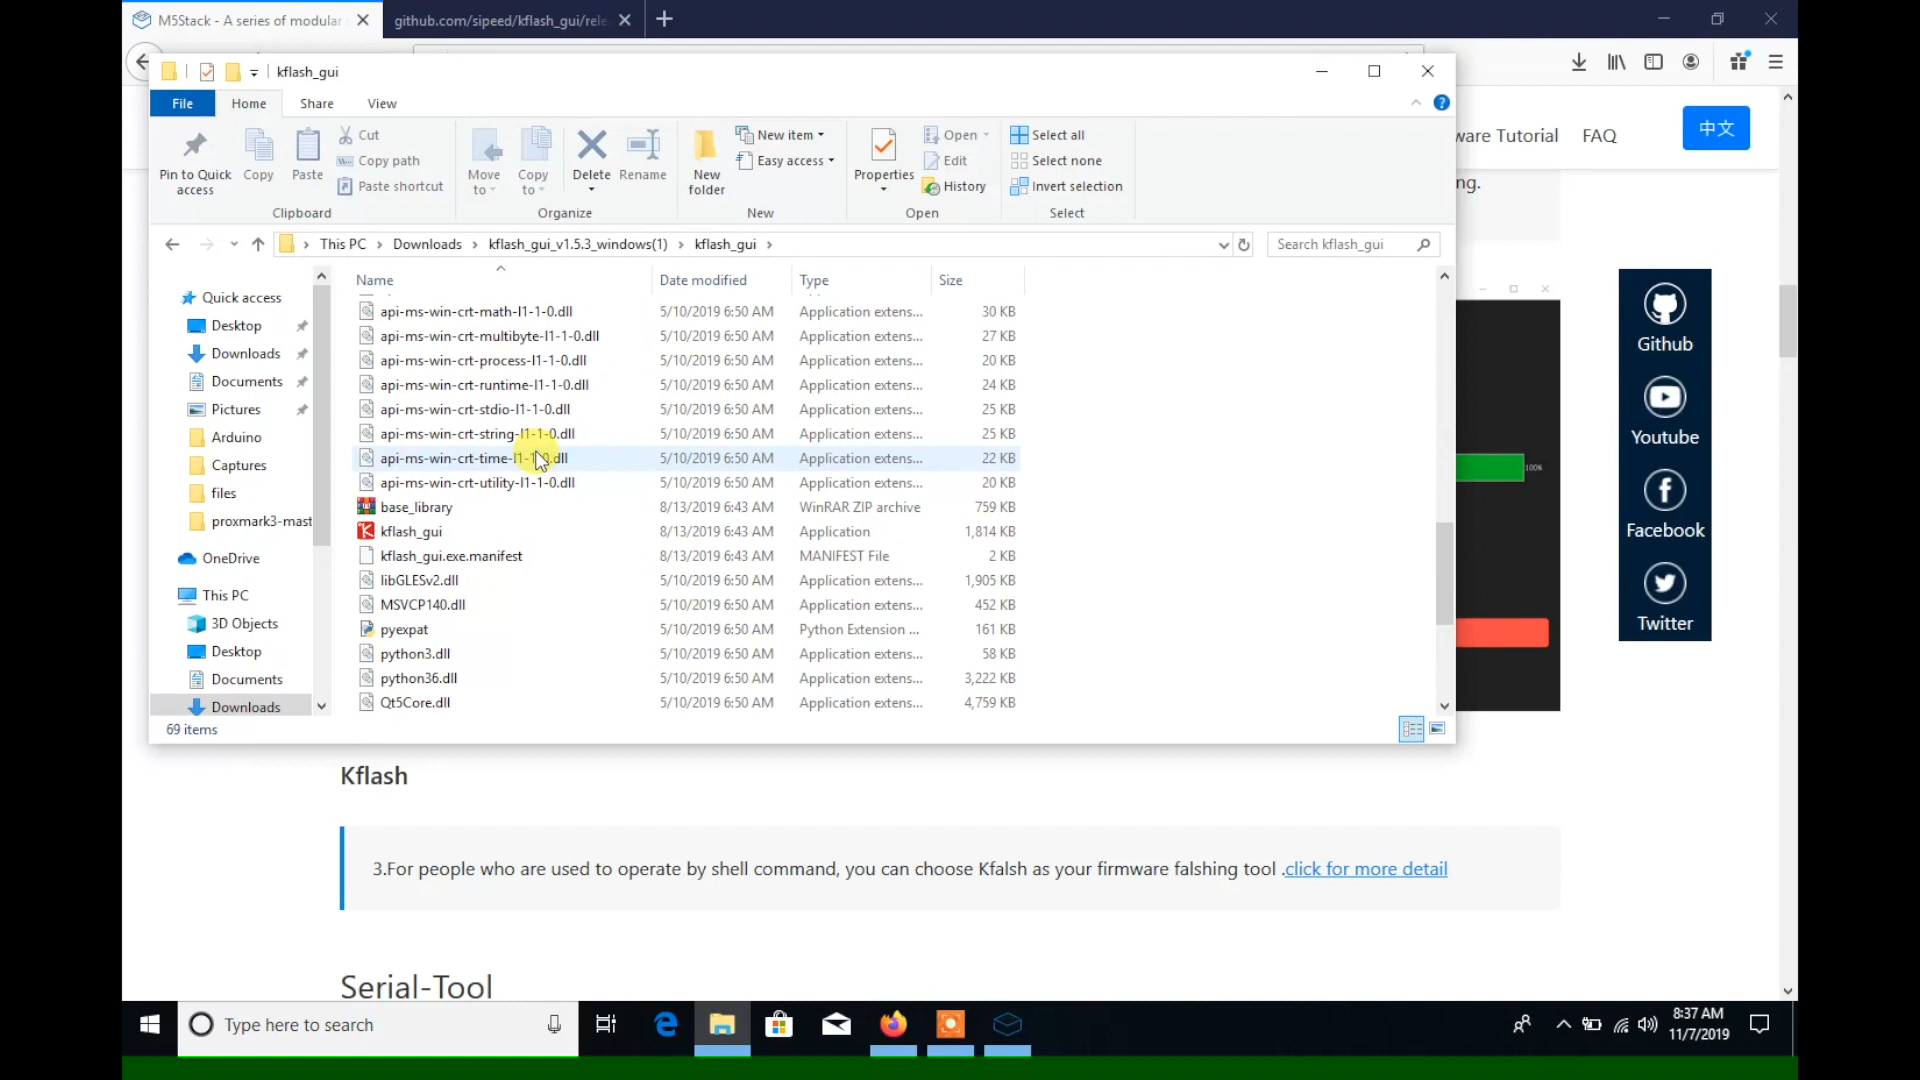 M5Stack - A series of modular
github.com/sipeed/kflash_gui/rele
kflash_gui
File
Home
Share
View
Pin to Quick access
Copy
Paste
Cut
Copy path
Paste shortcut
Clipboard
Move to
Copy to
Delete
Rename
Organize
New folder
New item
Easy access
New
Properties
Open
Edit
History
Open
Select all
Select none
Invert selection
Select
This PC
Downloads
kflash_gui_v1.5.3_windows(1)
kflash_gui
Search kflash_gui
ware Tutorial
FAQ
中文
ng.
Quick access
Desktop
Downloads
Documents
Pictures
Arduino
Captures
files
proxmark3-mast
OneDrive
This PC
3D Objects
Desktop
Documents
Downloads
Name Date modified Type Size
api-ms-win-crt-math-l1-1-0.dll 5/10/2019 6:50 AM Application extens... 30 KB
api-ms-win-crt-multibyte-l1-1-0.dll 5/10/2019 6:50 AM Application extens... 27 KB
api-ms-win-crt-process-l1-1-0.dll 5/10/2019 6:50 AM Application extens... 20 KB
api-ms-win-crt-runtime-l1-1-0.dll 5/10/2019 6:50 AM Application extens... 24 KB
api-ms-win-crt-stdio-l1-1-0.dll 5/10/2019 6:50 AM Application extens... 25 KB
api-ms-win-crt-string-l1-1-0.dll 5/10/2019 6:50 AM Application extens... 25 KB
api-ms-win-crt-time-l1-1-0.dll 5/10/2019 6:50 AM Application extens... 22 KB
api-ms-win-crt-utility-l1-1-0.dll 5/10/2019 6:50 AM Application extens... 20 KB
base_library 8/13/2019 6:43 AM WinRAR ZIP archive 759 KB
kflash_gui 8/13/2019 6:43 AM Application 1,814 KB
kflash_gui.exe.manifest 8/13/2019 6:43 AM MANIFEST File 2 KB
libGLESv2.dll 5/10/2019 6:50 AM Application extens... 1,905 KB
MSVCP140.dll 5/10/2019 6:50 AM Application extens... 452 KB
pyexpat 5/10/2019 6:50 AM Python Extension ... 161 KB
python3.dll 5/10/2019 6:50 AM Application extens... 58 KB
python36.dll 5/10/2019 6:50 AM Application extens... 3,222 KB
Qt5Core.dll 5/10/2019 6:50 AM Application extens... 4,759 KB
69 items
100%
Github
Youtube
Facebook
Twitter
Kflash
3.For people who are used to operate by shell command, you can choose Kfalsh as your firmware falshing tool .click for more detail
Serial-Tool
Type here to search
8:37 AM
11/7/2019